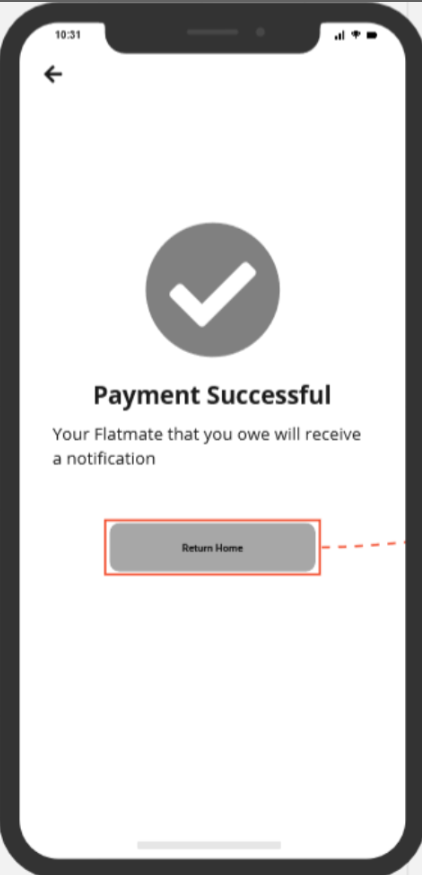 10:31
Payment Successful
Your Flatmate that you owe will receive
a notification
Return Home